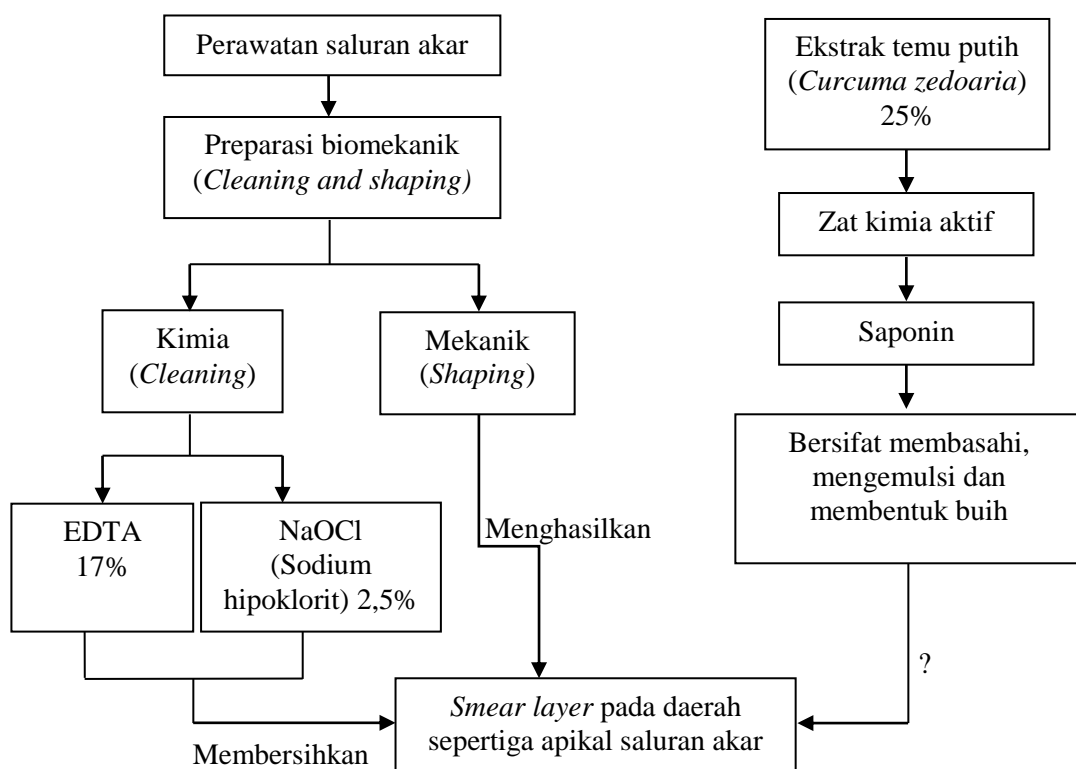 Perawatan saluran akar
Preparasi biomekanik
(Cleaning and shaping)
Kimia
(Cleaning)
Mekanik
(Shaping)
EDTA
17%
NaOCl
(Sodium
hipoklorit) 2,5%
Menghasilkan
Membersihkan
Smear layer pada daerah
sepertiga apikal saluran akar
Ekstrak temu putih
(Curcuma zedoaria)
25%
Zat kimia aktif
Saponin
Bersifat membasahi,
mengemulsi dan
membentuk buih
?